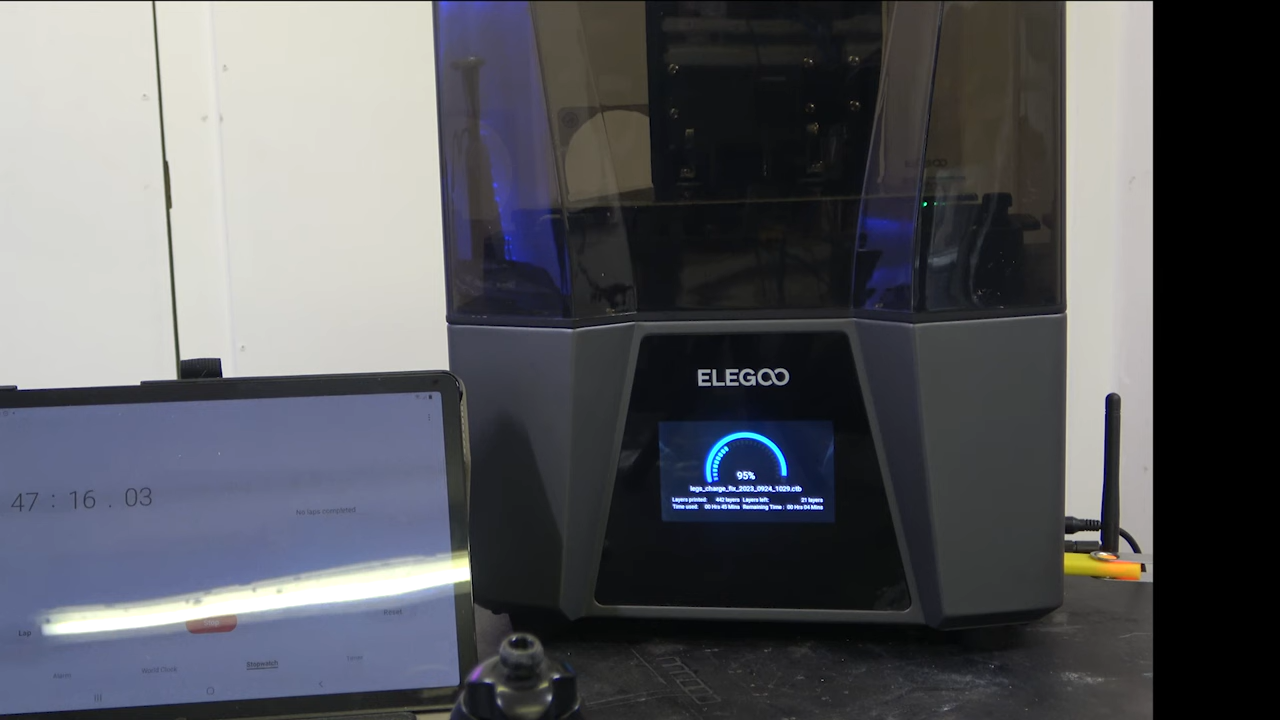 ELEGOO
95%
legs_charge_fix_2023_0924_1029.ctb
Layers printed: 442 layers Layers left: 21 layers
Time used: 00 Hrs 45 Mins Remaining Time : 00 Hrs 04 Mins
47 : 16 . 03
No laps completed
Lap
Stop
Reset
Alarm
World Clock
Stopwatch
Timer